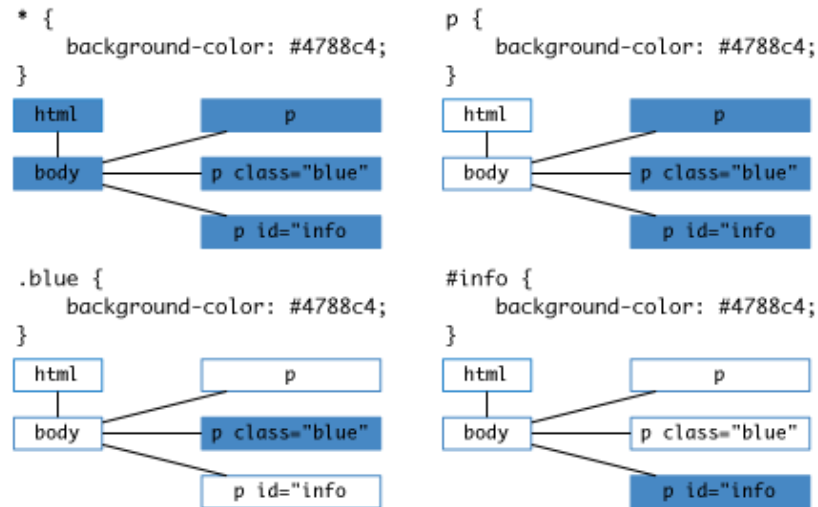 * {
background-color: #4788c4;
}
html
p
body
p class="blue"
p id="info
p {
background-color: #4788c4;
}
html
p
body
p class="blue"
p id="info
.blue {
background-color: #4788c4;
}
html
p
body
p class="blue"
p id="info
#info {
background-color: #4788c4;
}
html
p
body
p class="blue"
p id="info